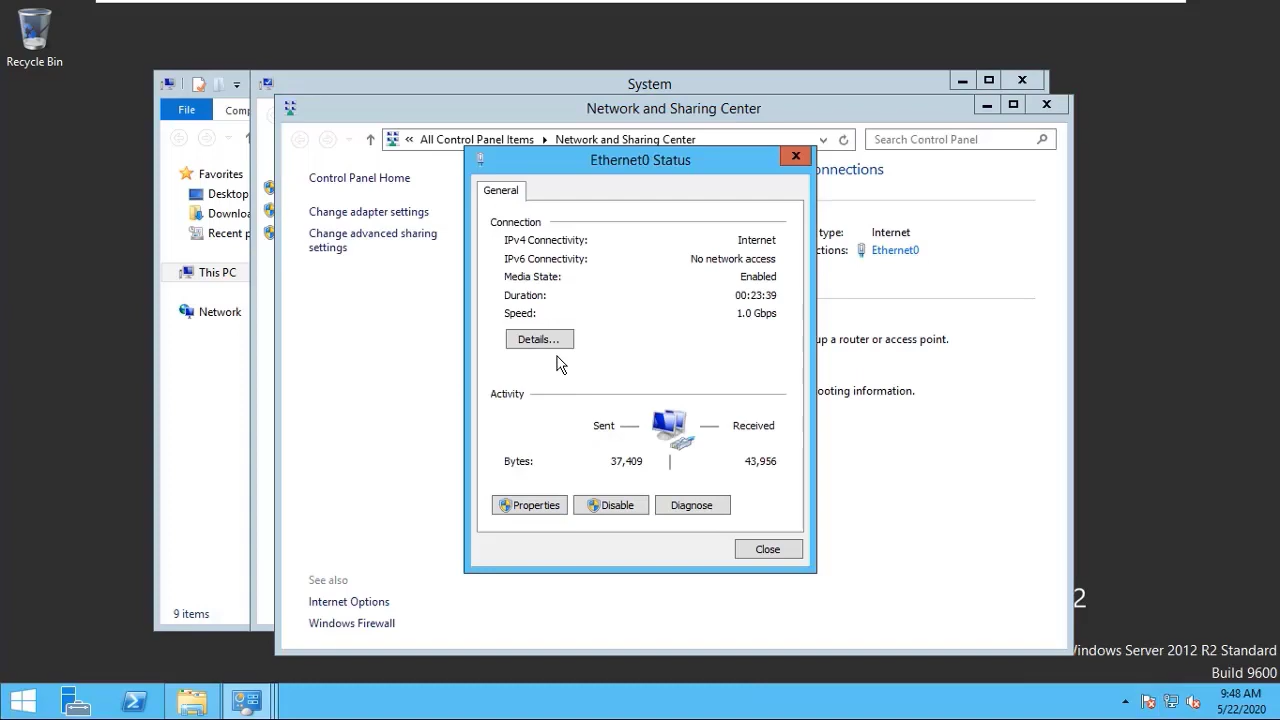 Recycle Bin
System
File
Comp
Network and Sharing Center
All Control Panel Items
Network and Sharing Center
Search Control Panel
Favorites
Desktop
Downloa
Recent p
This PC
Network
9 items
Control Panel Home
Change adapter settings
Change advanced sharing
settings
See also
Internet Options
Windows Firewall
onnections
type: Internet
ctions: Ethernet0
up a router or access point.
ooting information.
Ethernet0 Status
General
Connection
IPv4 Connectivity: Internet
IPv6 Connectivity: No network access
Media State: Enabled
Duration: 00:23:39
Speed: 1.0 Gbps
Details...
Activity
Sent Received
Bytes: 37,409 43,956
Properties Disable Diagnose
Close
2
Windows Server 2012 R2 Standard
Build 9600
9:48 AM
5/22/2020